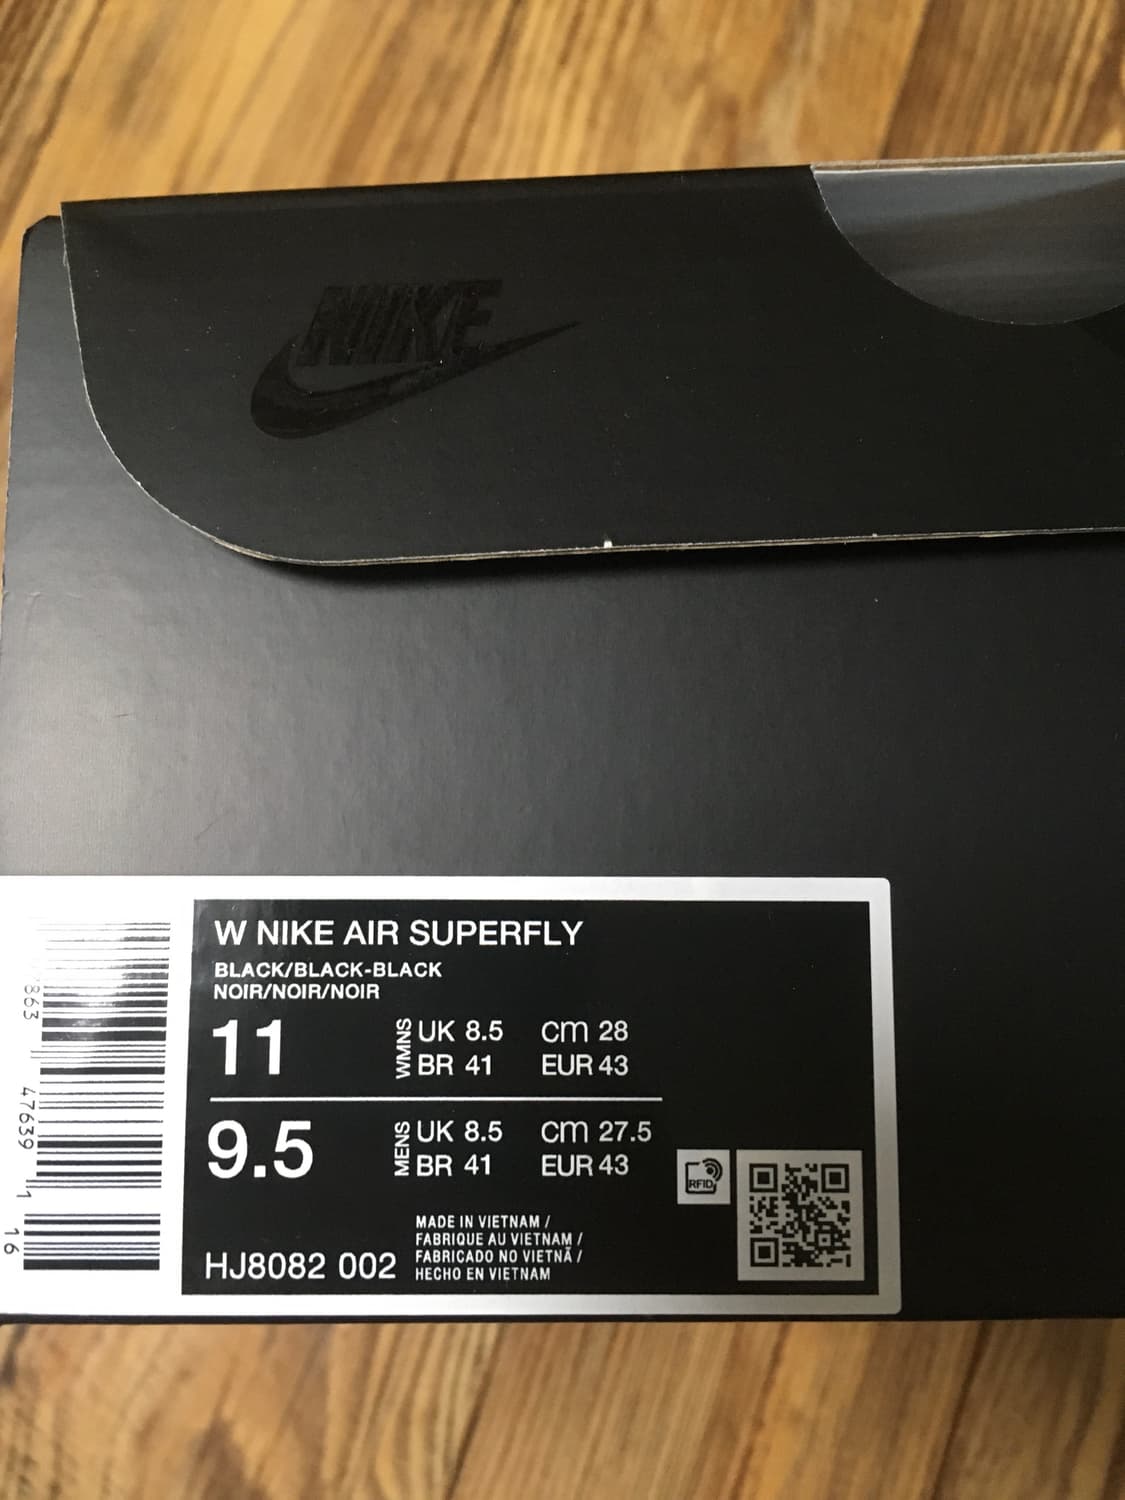 NIKE
W NIKE AIR SUPERFLY
BLACK/BLACK-BLACK
NOIR/NOIR/NOIR
11 WMNS UK 8.5 cm 28
BR 41 EUR 43
9.5 MENS UK 8.5 cm 27.5
BR 41 EUR 43
RFID
HJ8082 002
MADE IN VIETNAM /
FABRIQUE AU VIETNAM /
FABRICADO NO VIETNÃ /
HECHO EN VIETNAM
863 47639 1
16